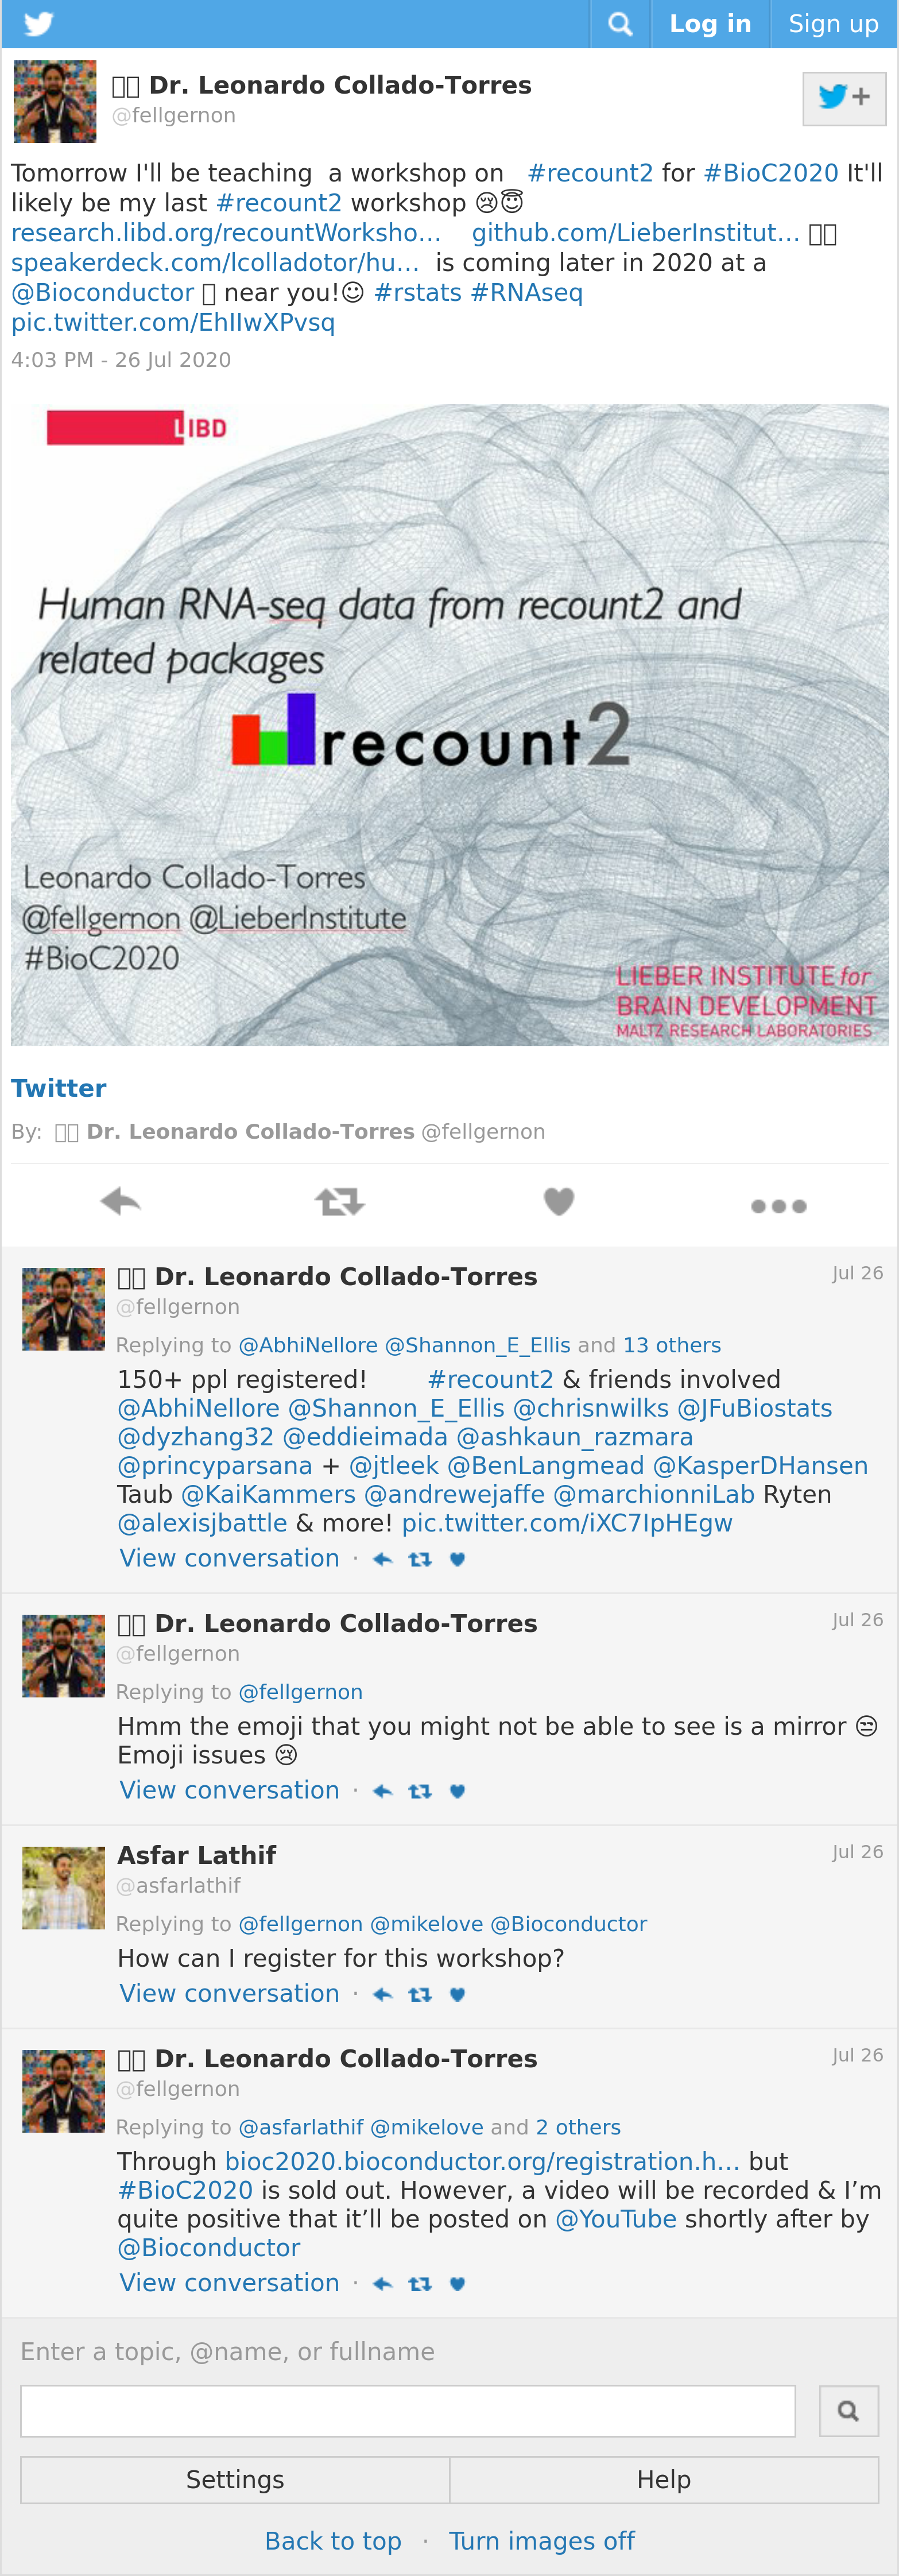 Log in Sign up
Dr. Leonardo Collado-Torres
@fellgernon
Tomorrow I'll be teaching a workshop on #recount2 for #BioC2020 It'll
likely be my last #recount2 workshop 😢😇
research.libd.org/recountWorksho… github.com/LieberInstitut…
speakerdeck.com/lcolladotor/hu… is coming later in 2020 at a
@Bioconductor near you!☺ #rstats #RNAseq
pic.twitter.com/EhIIwXPvsq
4:03 PM - 26 Jul 2020
LIBD
Human RNA-seq data from recount2 and
related packages
recount2
Leonardo Collado-Torres
@fellgernon @LieberInstitute
#BioC2020
LIEBER INSTITUTE for
BRAIN DEVELOPMENT
MALTZ RESEARCH LABORATORIES
Twitter
By: Dr. Leonardo Collado-Torres @fellgernon
Dr. Leonardo Collado-Torres Jul 26
@fellgernon
Replying to @AbhiNellore @Shannon_E_Ellis and 13 others
150+ ppl registered! #recount2 & friends involved
@AbhiNellore @Shannon_E_Ellis @chrisnwilks @JFuBiostats
@dyzhang32 @eddieimada @ashkaun_razmara
@princyparsana + @jtleek @BenLangmead @KasperDHansen
Taub @KaiKammers @andrewejaffe @marchionniLab Ryten
@alexisjbattle & more! pic.twitter.com/iXC7IpHEgw
View conversation ·
Dr. Leonardo Collado-Torres Jul 26
@fellgernon
Replying to @fellgernon
Hmm the emoji that you might not be able to see is a mirror 😒
Emoji issues 😢
View conversation ·
Asfar Lathif Jul 26
@asfarlathif
Replying to @fellgernon @mikelove @Bioconductor
How can I register for this workshop?
View conversation ·
Dr. Leonardo Collado-Torres Jul 26
@fellgernon
Replying to @asfarlathif @mikelove and 2 others
Through bioc2020.bioconductor.org/registration.h… but
#BioC2020 is sold out. However, a video will be recorded & I’m
quite positive that it’ll be posted on @YouTube shortly after by
@Bioconductor
View conversation ·
Enter a topic, @name, or fullname
Settings Help
Back to top · Turn images off